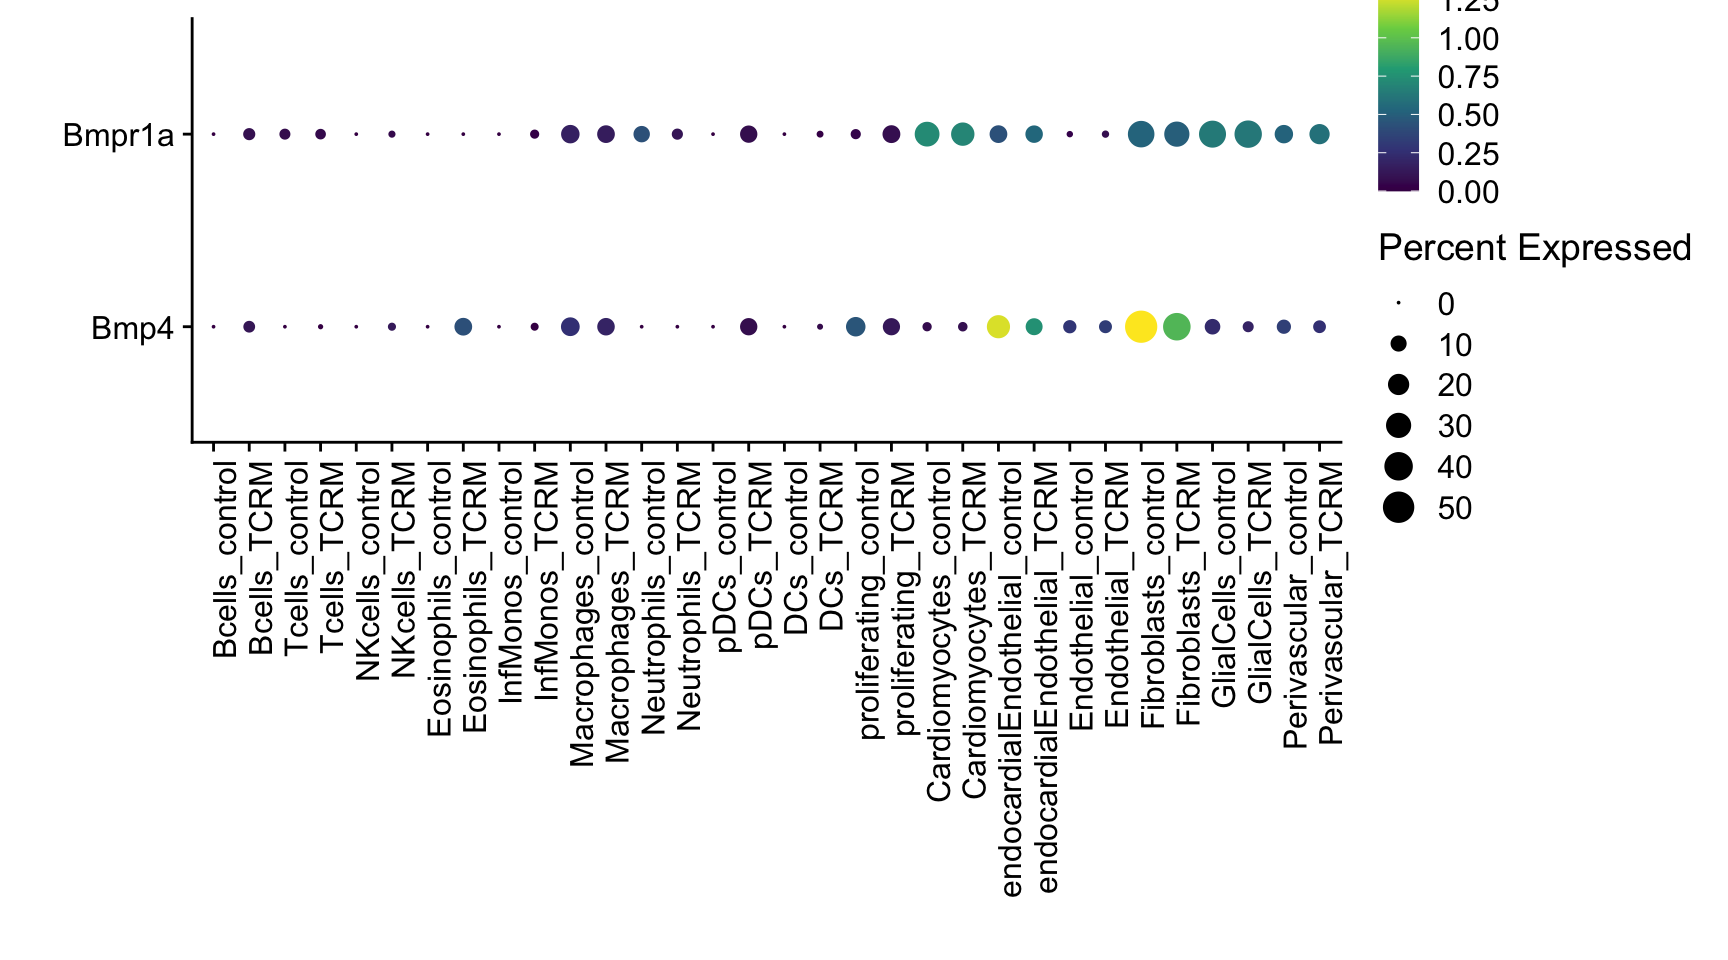 1.25
1.00
0.75
0.50
0.25
0.00
Percent Expressed
0
10
20
30
40
50
Bmpr1a
Bmp4
Bcells_control
Bcells_TCRM
Tcells_control
Tcells_TCRM
NKcells_control
NKcells_TCRM
Eosinophils_control
Eosinophils_TCRM
InfMonos_control
InfMonos_TCRM
Macrophages_control
Macrophages_TCRM
Neutrophils_control
Neutrophils_TCRM
pDCs_control
pDCs_TCRM
DCs_control
DCs_TCRM
proliferating_control
proliferating_TCRM
Cardiomyocytes_control
Cardiomyocytes_TCRM
endocardialEndothelial_control
endocardialEndothelial_TCRM
Endothelial_control
Endothelial_TCRM
Fibroblasts_control
Fibroblasts_TCRM
GlialCells_control
GlialCells_TCRM
Perivascular_control
Perivascular_TCRM